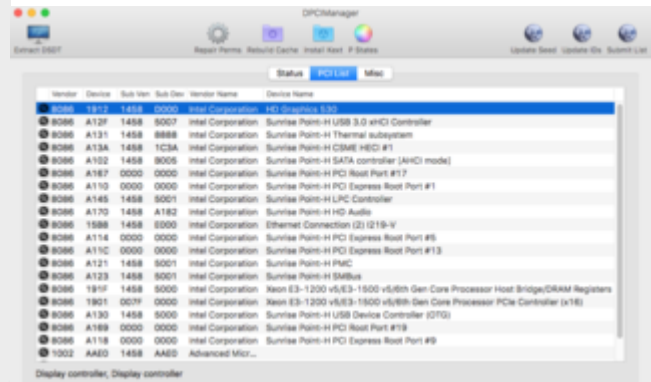 DPCIManager
Extract DSDT Repair Perms Rebuild Cache Install Kext P States Update Seed Update IDs Submit List
Status PCI List Misc
Vendor Device Sub Ven Sub Dev Vendor Name Device Name
8086 1912 1458 D000 Intel Corporation HD Graphics 530
8086 A12F 1458 5007 Intel Corporation Sunrise Point-H USB 3.0 xHCI Controller
8086 A131 1458 8888 Intel Corporation Sunrise Point-H Thermal subsystem
8086 A13A 1458 1C3A Intel Corporation Sunrise Point-H CSME HECI #1
8086 A102 1458 B005 Intel Corporation Sunrise Point-H SATA controller [AHCI mode]
8086 A167 0000 0000 Intel Corporation Sunrise Point-H PCI Root Port #17
8086 A110 0000 0000 Intel Corporation Sunrise Point-H PCI Express Root Port #1
8086 A145 1458 5001 Intel Corporation Sunrise Point-H LPC Controller
8086 A170 1458 A182 Intel Corporation Sunrise Point-H HD Audio
8086 15B8 1458 E000 Intel Corporation Ethernet Connection (2) I219-V
8086 A114 0000 0000 Intel Corporation Sunrise Point-H PCI Express Root Port #5
8086 A11C 0000 0000 Intel Corporation Sunrise Point-H PCI Express Root Port #13
8086 A121 1458 5001 Intel Corporation Sunrise Point-H PMC
8086 A123 1458 5001 Intel Corporation Sunrise Point-H SMBus
8086 191F 1458 5000 Intel Corporation Xeon E3-1200 v5/E3-1500 v5/6th Gen Core Processor Host Bridge/DRAM Registers
8086 1901 007F 0000 Intel Corporation Xeon E3-1200 v5/E3-1500 v5/6th Gen Core Processor PCIe Controller (x16)
8086 A130 1458 5000 Intel Corporation Sunrise Point-H USB Device Controller (OTG)
8086 A169 0000 0000 Intel Corporation Sunrise Point-H PCI Root Port #19
8086 A118 0000 0000 Intel Corporation Sunrise Point-H PCI Express Root Port #9
1002 AAE0 1458 AAE0 Advanced Micr...
Display controller, Display controller